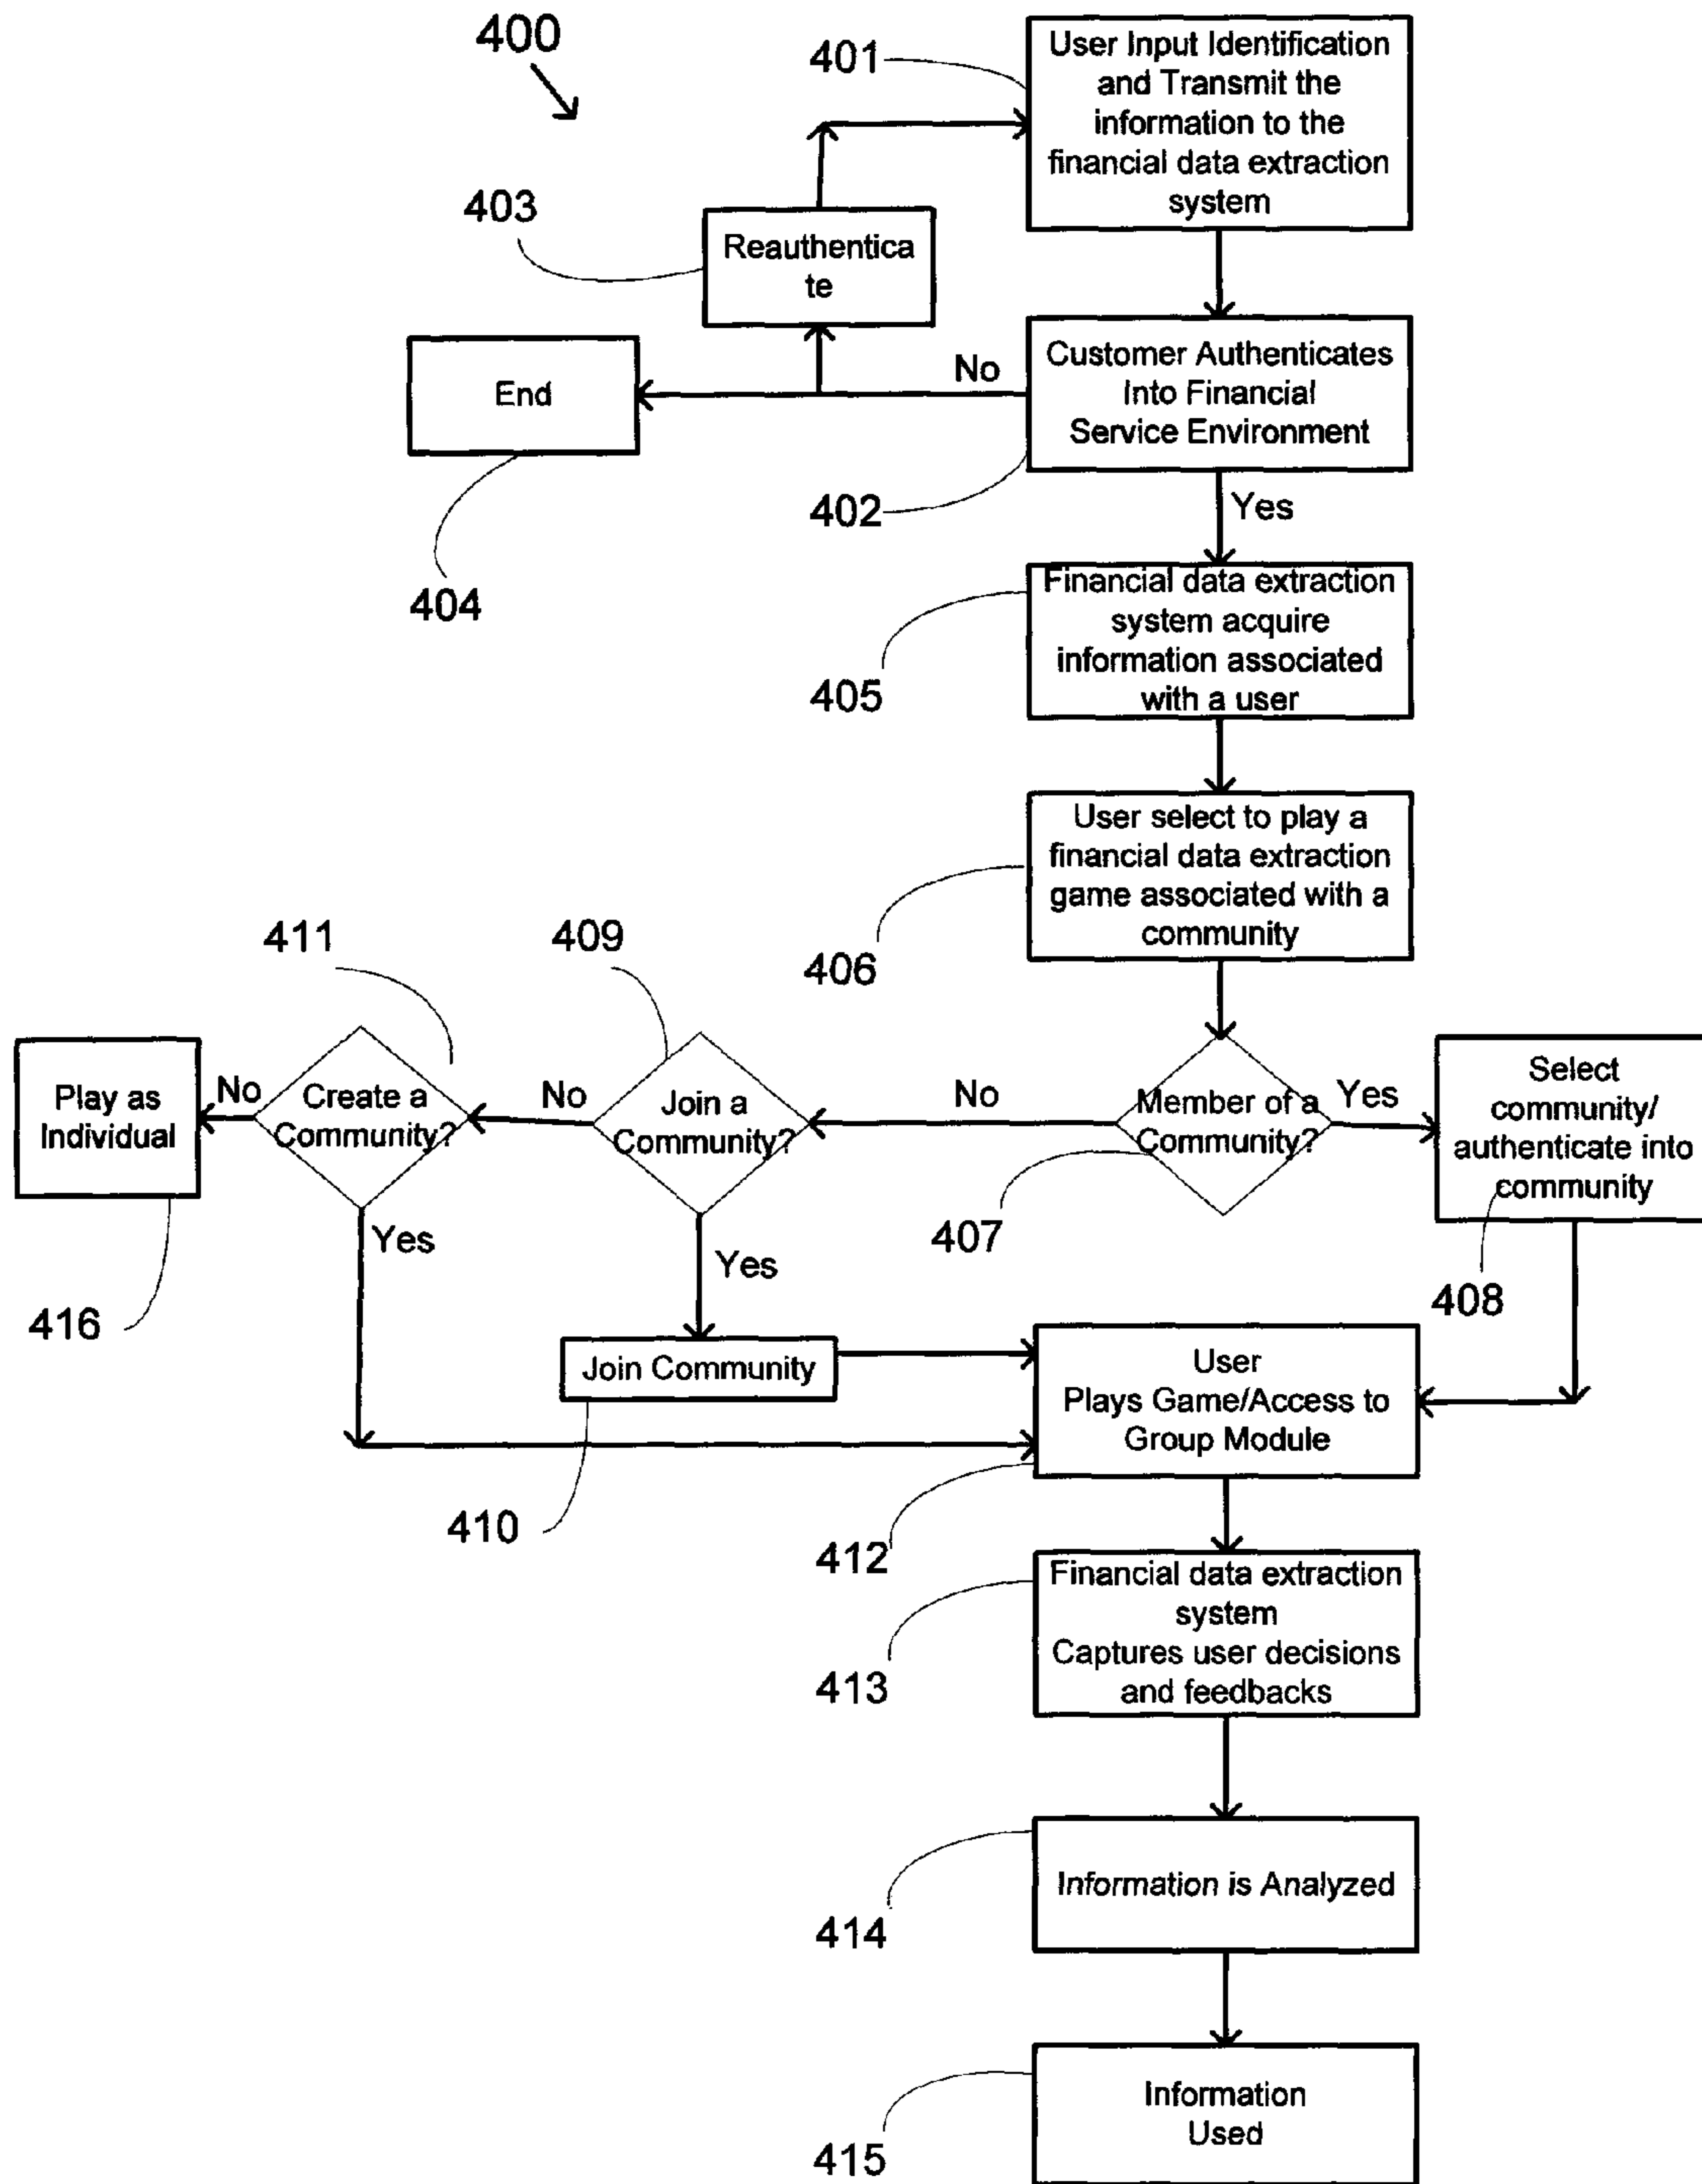 400
401
User Input Identification
and Transmit the
information to the
financial data extraction
system
403
Reauthentica
te
End
404
No
Customer Authenticates
Into Financial
Service Environment
402
Yes
Financial data extraction
system acquire
information associated
with a user
405
User select to play a
financial data extraction
game associated with a
community
406
411
409
Play as
Individual
No
Create a
Community?
No
Join a
Community?
No
Member of a
Community?
Yes
Select
community/
authenticate into
community
407
408
416
Yes
Yes
Join Community
410
User
Plays Game/Access to
Group Module
412
Financial data extraction
system
Captures user decisions
and feedbacks
413
Information is Analyzed
414
Information
Used
415